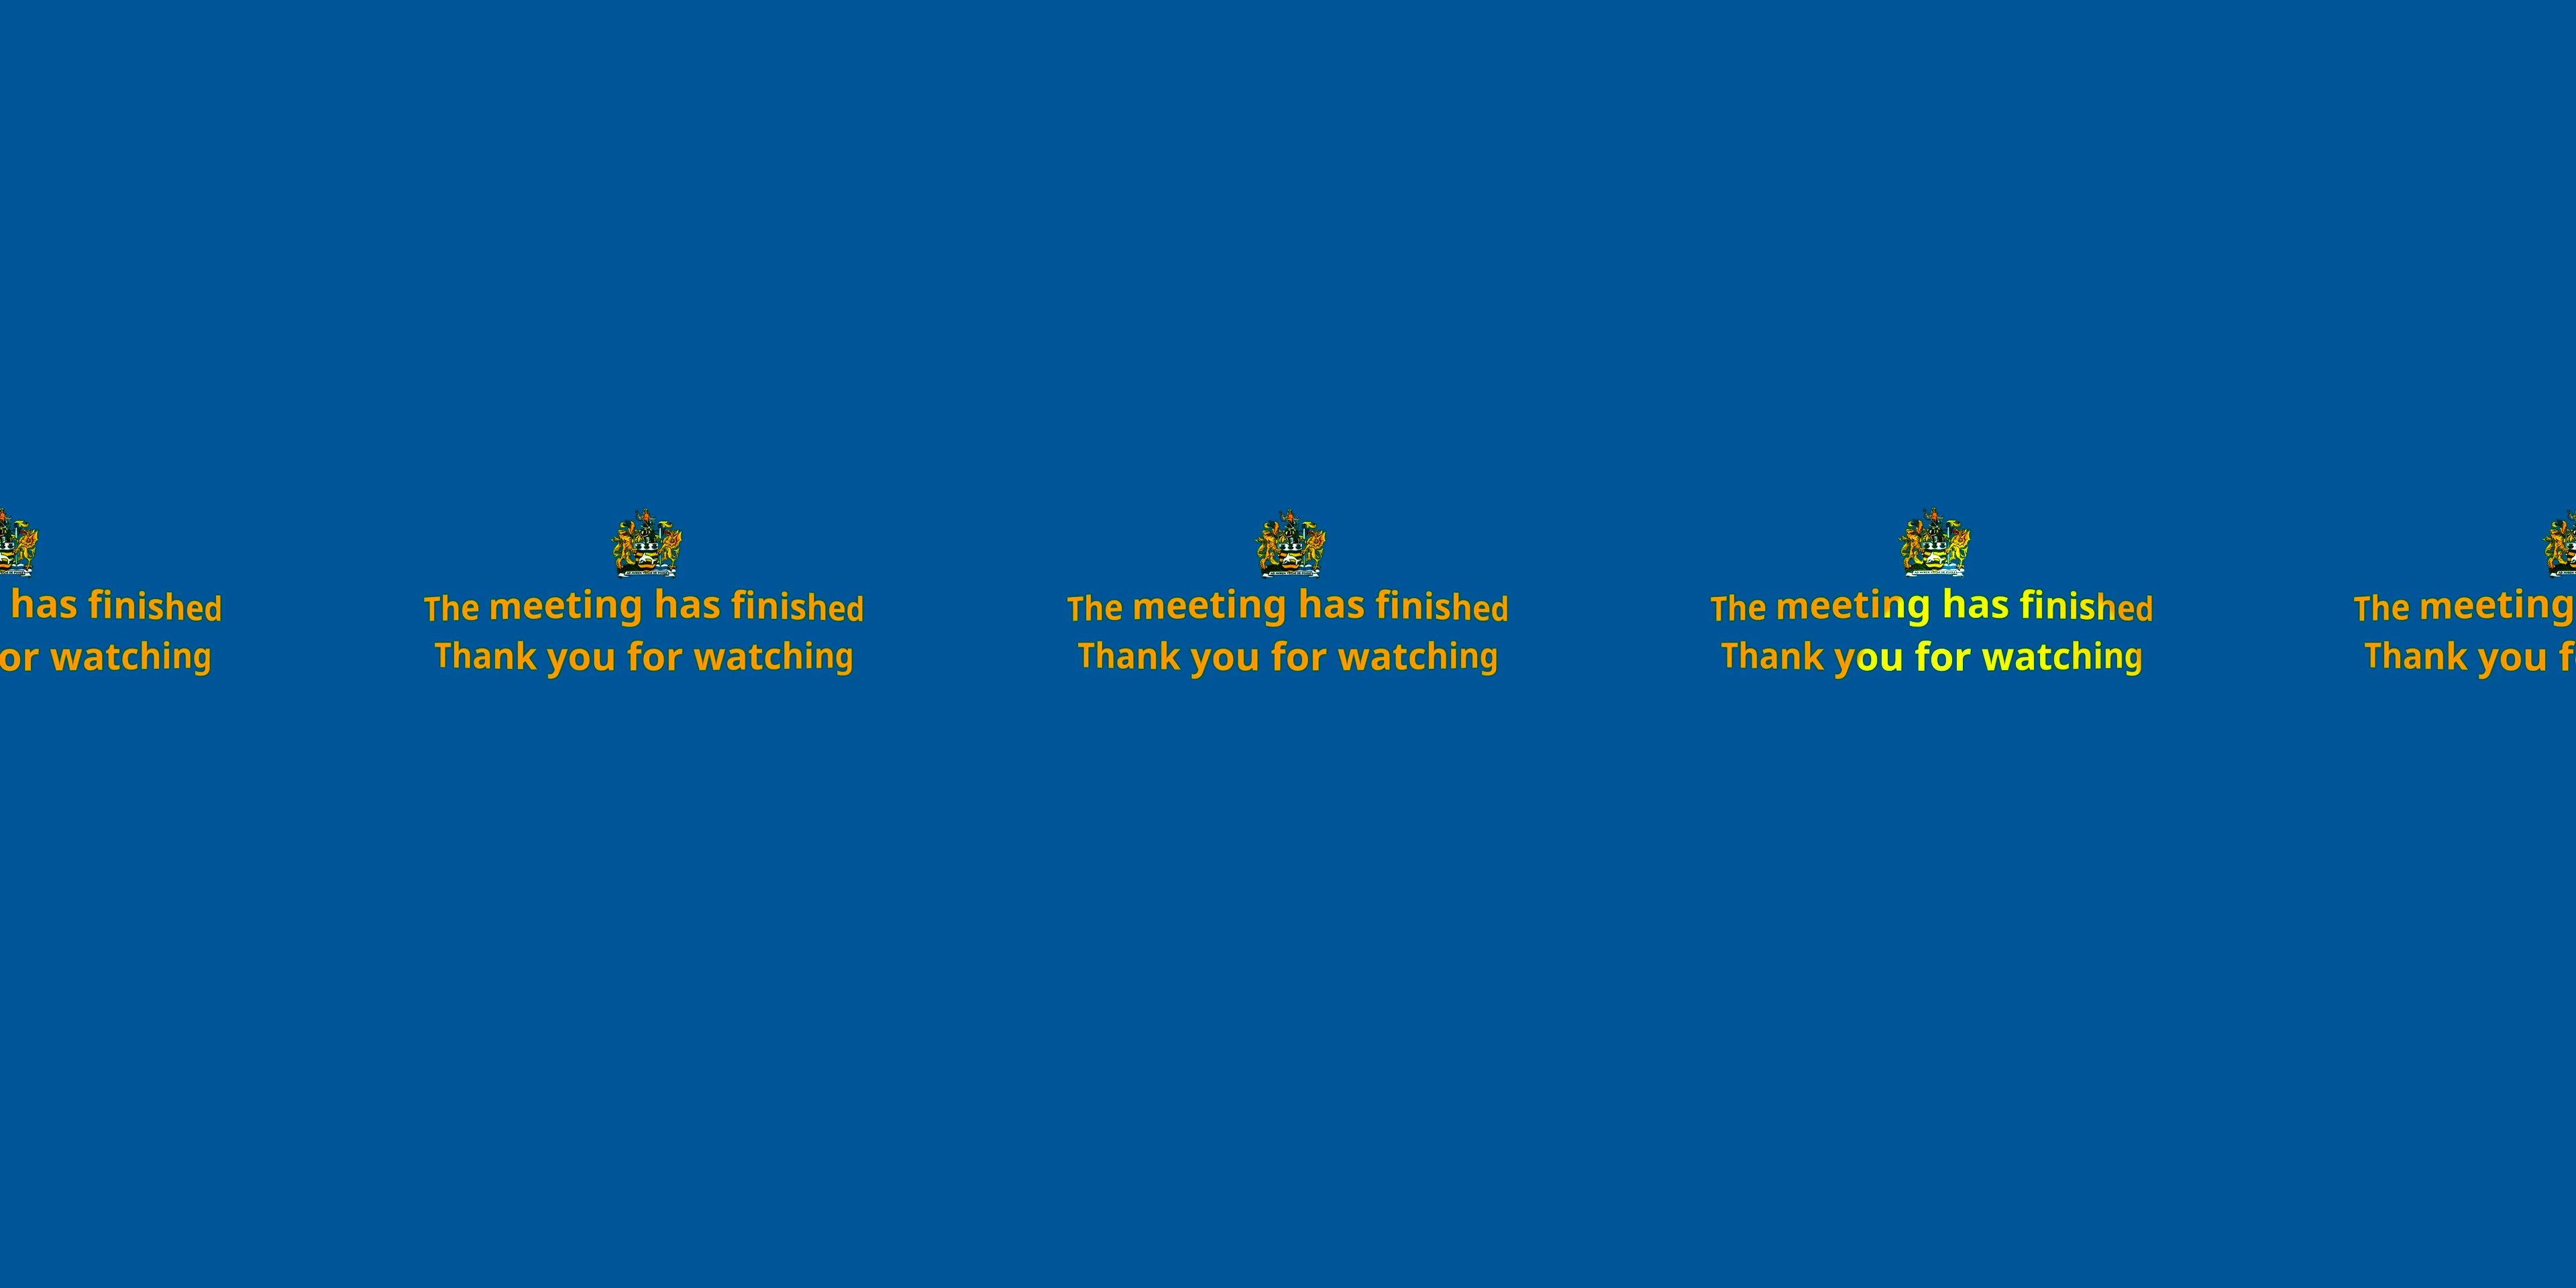 has finished
or watching
The meeting has finished
Thank you for watching
The meeting has finished
Thank you for watching
The meeting has finished
Thank you for watching
The meeting
Thank you f